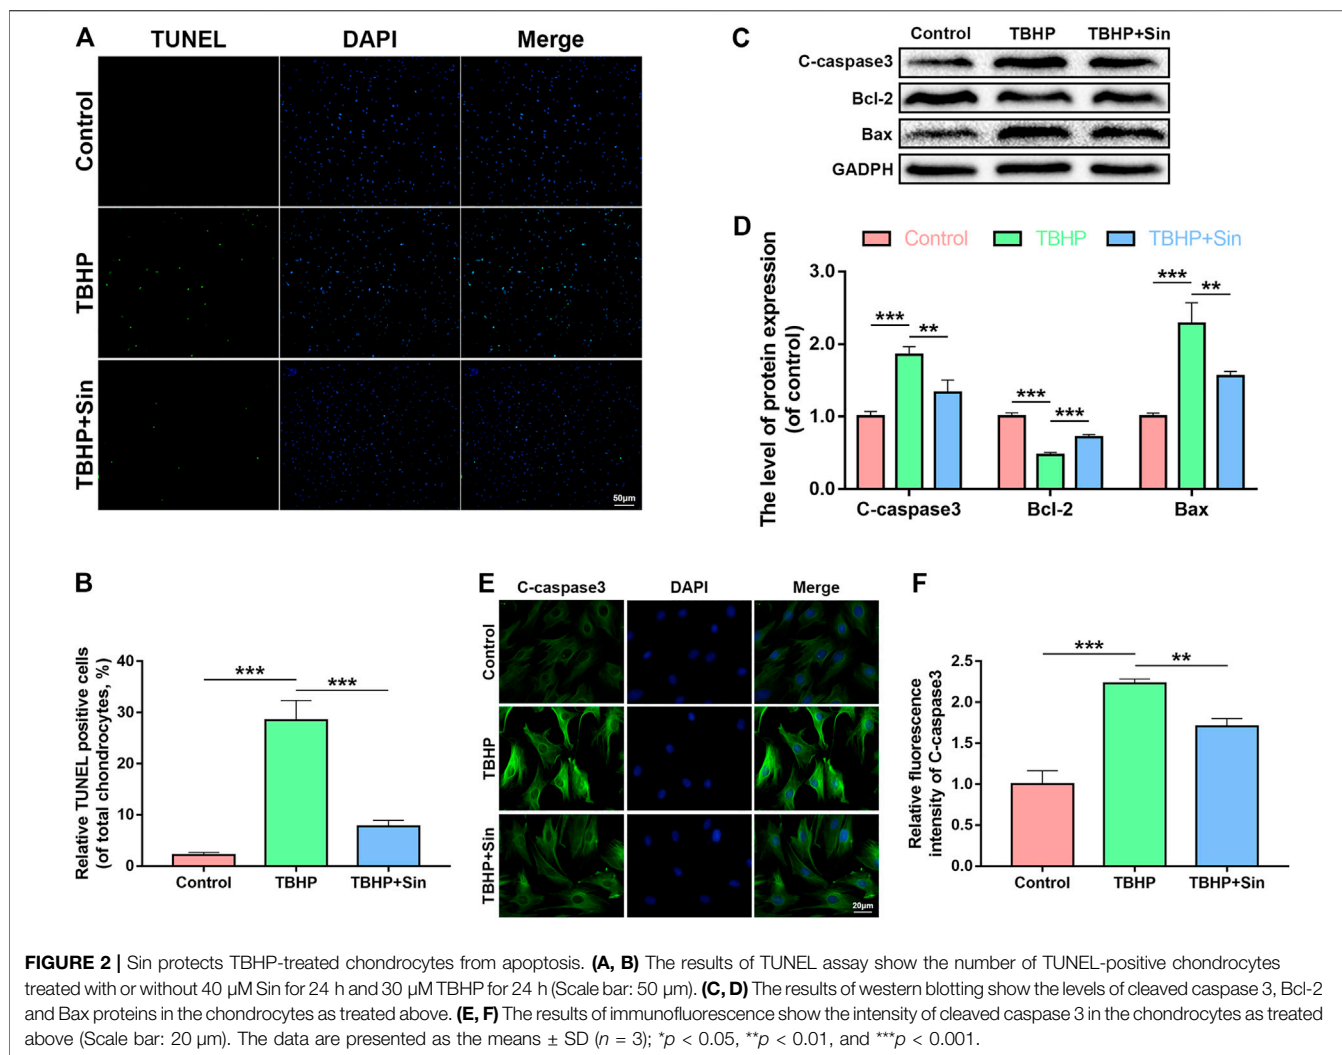 A
TUNEL DAPI Merge
Control
TBHP
TBHP+Sin
50μm
C
Control TBHP TBHP+Sin
C-caspase3
Bcl-2
Bax
GADPH
D
Control TBHP TBHP+Sin
The level of protein expression
(of control)
3.0
2.0
1.0
0.0
*** **
*** ***
*** **
C-caspase3 Bcl-2 Bax
B
Relative TUNEL positive cells
(of total chondrocytes, %)
40
30
20
10
0
*** ***
Control TBHP TBHP+Sin
E
C-caspase3 DAPI Merge
Control
TBHP
TBHP+Sin
20μm
F
Relative fluorescence
intensity of C-caspase3
2.5
2.0
1.5
1.0
0.5
0.0
*** **
Control TBHP TBHP+Sin
FIGURE 2 | Sin protects TBHP-treated chondrocytes from apoptosis. (A, B) The results of TUNEL assay show the number of TUNEL-positive chondrocytes
treated with or without 40 μM Sin for 24 h and 30 μM TBHP for 24 h (Scale bar: 50 μm). (C, D) The results of western blotting show the levels of cleaved caspase 3, Bcl-2
and Bax proteins in the chondrocytes as treated above. (E, F) The results of immunofluorescence show the intensity of cleaved caspase 3 in the chondrocytes as treated
above (Scale bar: 20 μm). The data are presented as the means ± SD (n = 3); *p < 0.05, **p < 0.01, and ***p < 0.001.